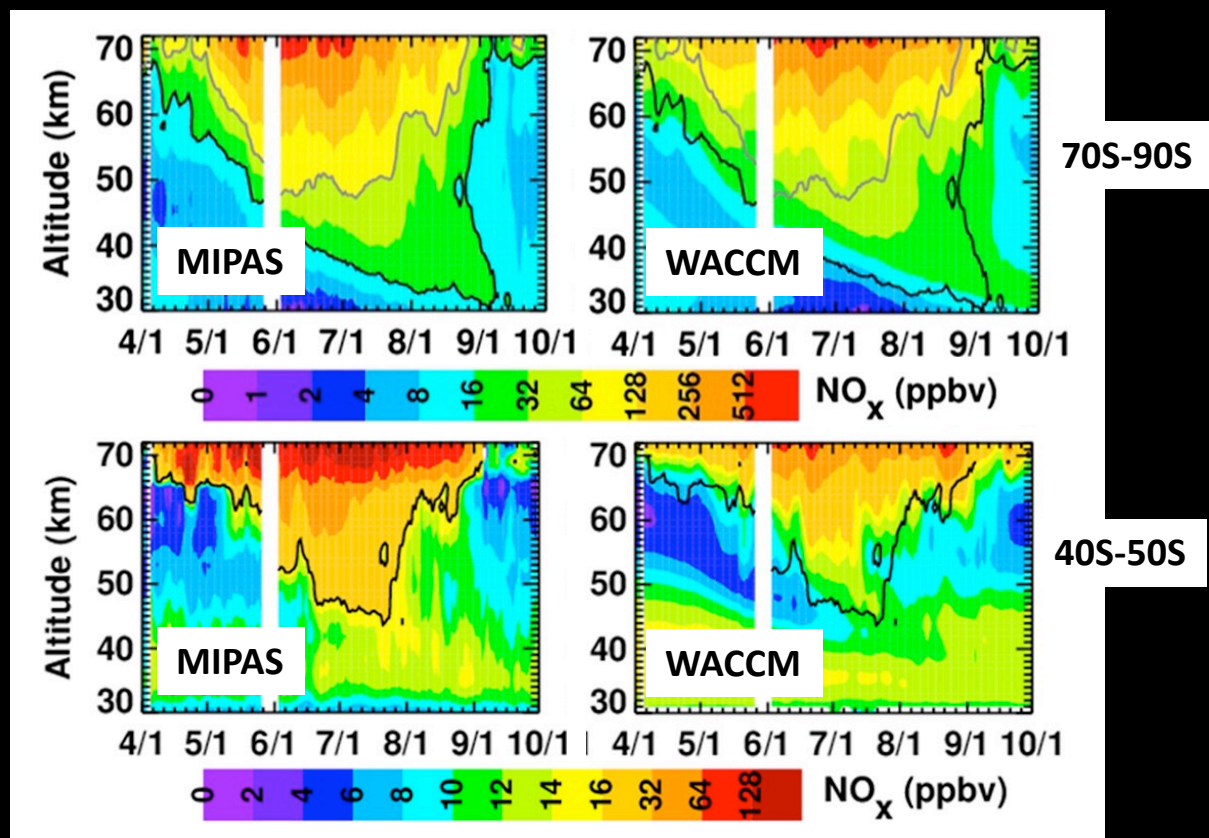 Altitude (km)
70
60
50
40
30
MIPAS
4/1 5/1 6/1 7/1 8/1 9/1 10/1
70
60
50
40
30
WACCM
4/1 5/1 6/1 7/1 8/1 9/1 10/1
70S-90S
0 1 2 4 8 16 32 64 128 256 512
NOx (ppbv)
Altitude (km)
70
60
50
40
30
MIPAS
4/1 5/1 6/1 7/1 8/1 9/1 10/1
70
60
50
40
30
WACCM
4/1 5/1 6/1 7/1 8/1 9/1 10/1
40S-50S
0 2 4 6 8 10 12 14 16 32 64 128
NOx (ppbv)